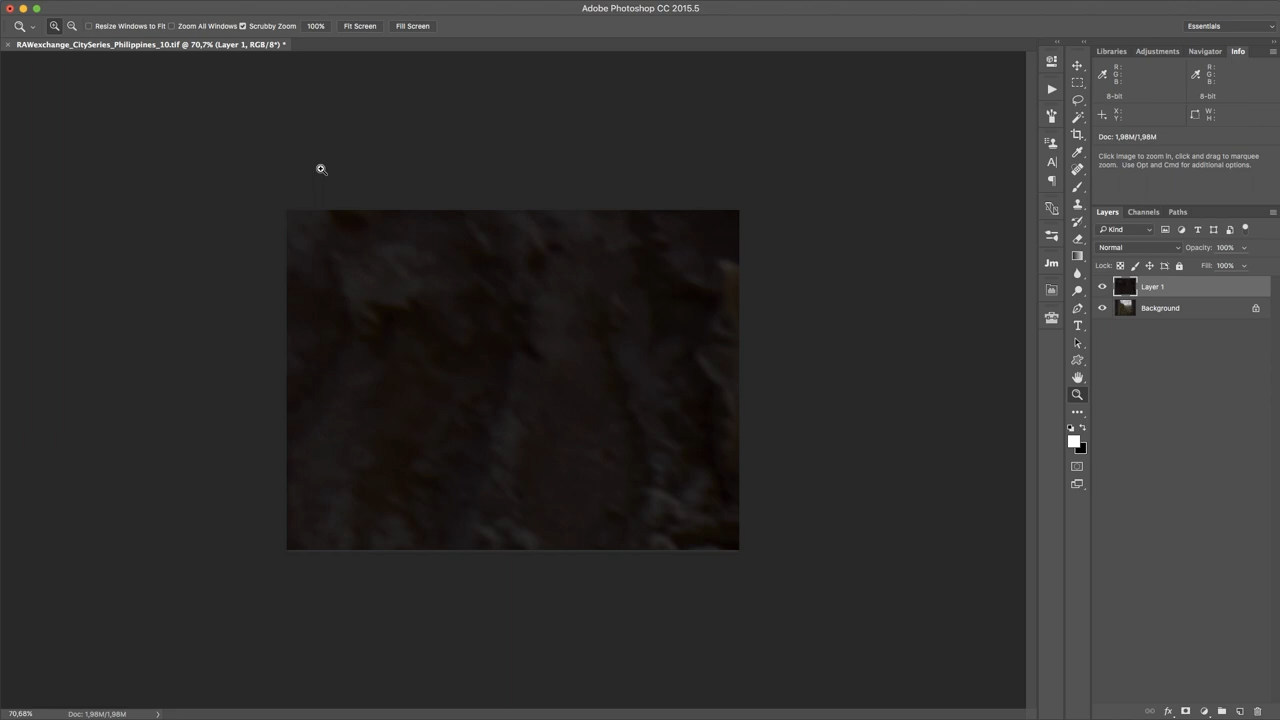 Adobe Photoshop CC 2015.5
Resize Windows to Fit
Zoom All Windows
Scrubby Zoom
100%
Fit Screen
Fill Screen
Essentials
RAWexchange_CitySeries_Philippines_10.tif @ 70,7% (Layer 1, RGB/8*) *
Libraries
Adjustments
Navigator
Info
R :
G :
B :
R :
G :
B :
8-bit
8-bit
X :
Y :
W :
H :
Doc: 1,98M/1,98M
Click image to zoom in, click and drag to marquee
zoom. Use Opt and Cmd for additional options.
Layers
Channels
Paths
Kind
Normal
Opacity: 100%
Lock:
Fill: 100%
Layer 1
Background
Jm
70,68%
Doc: 1,98M/1,98M